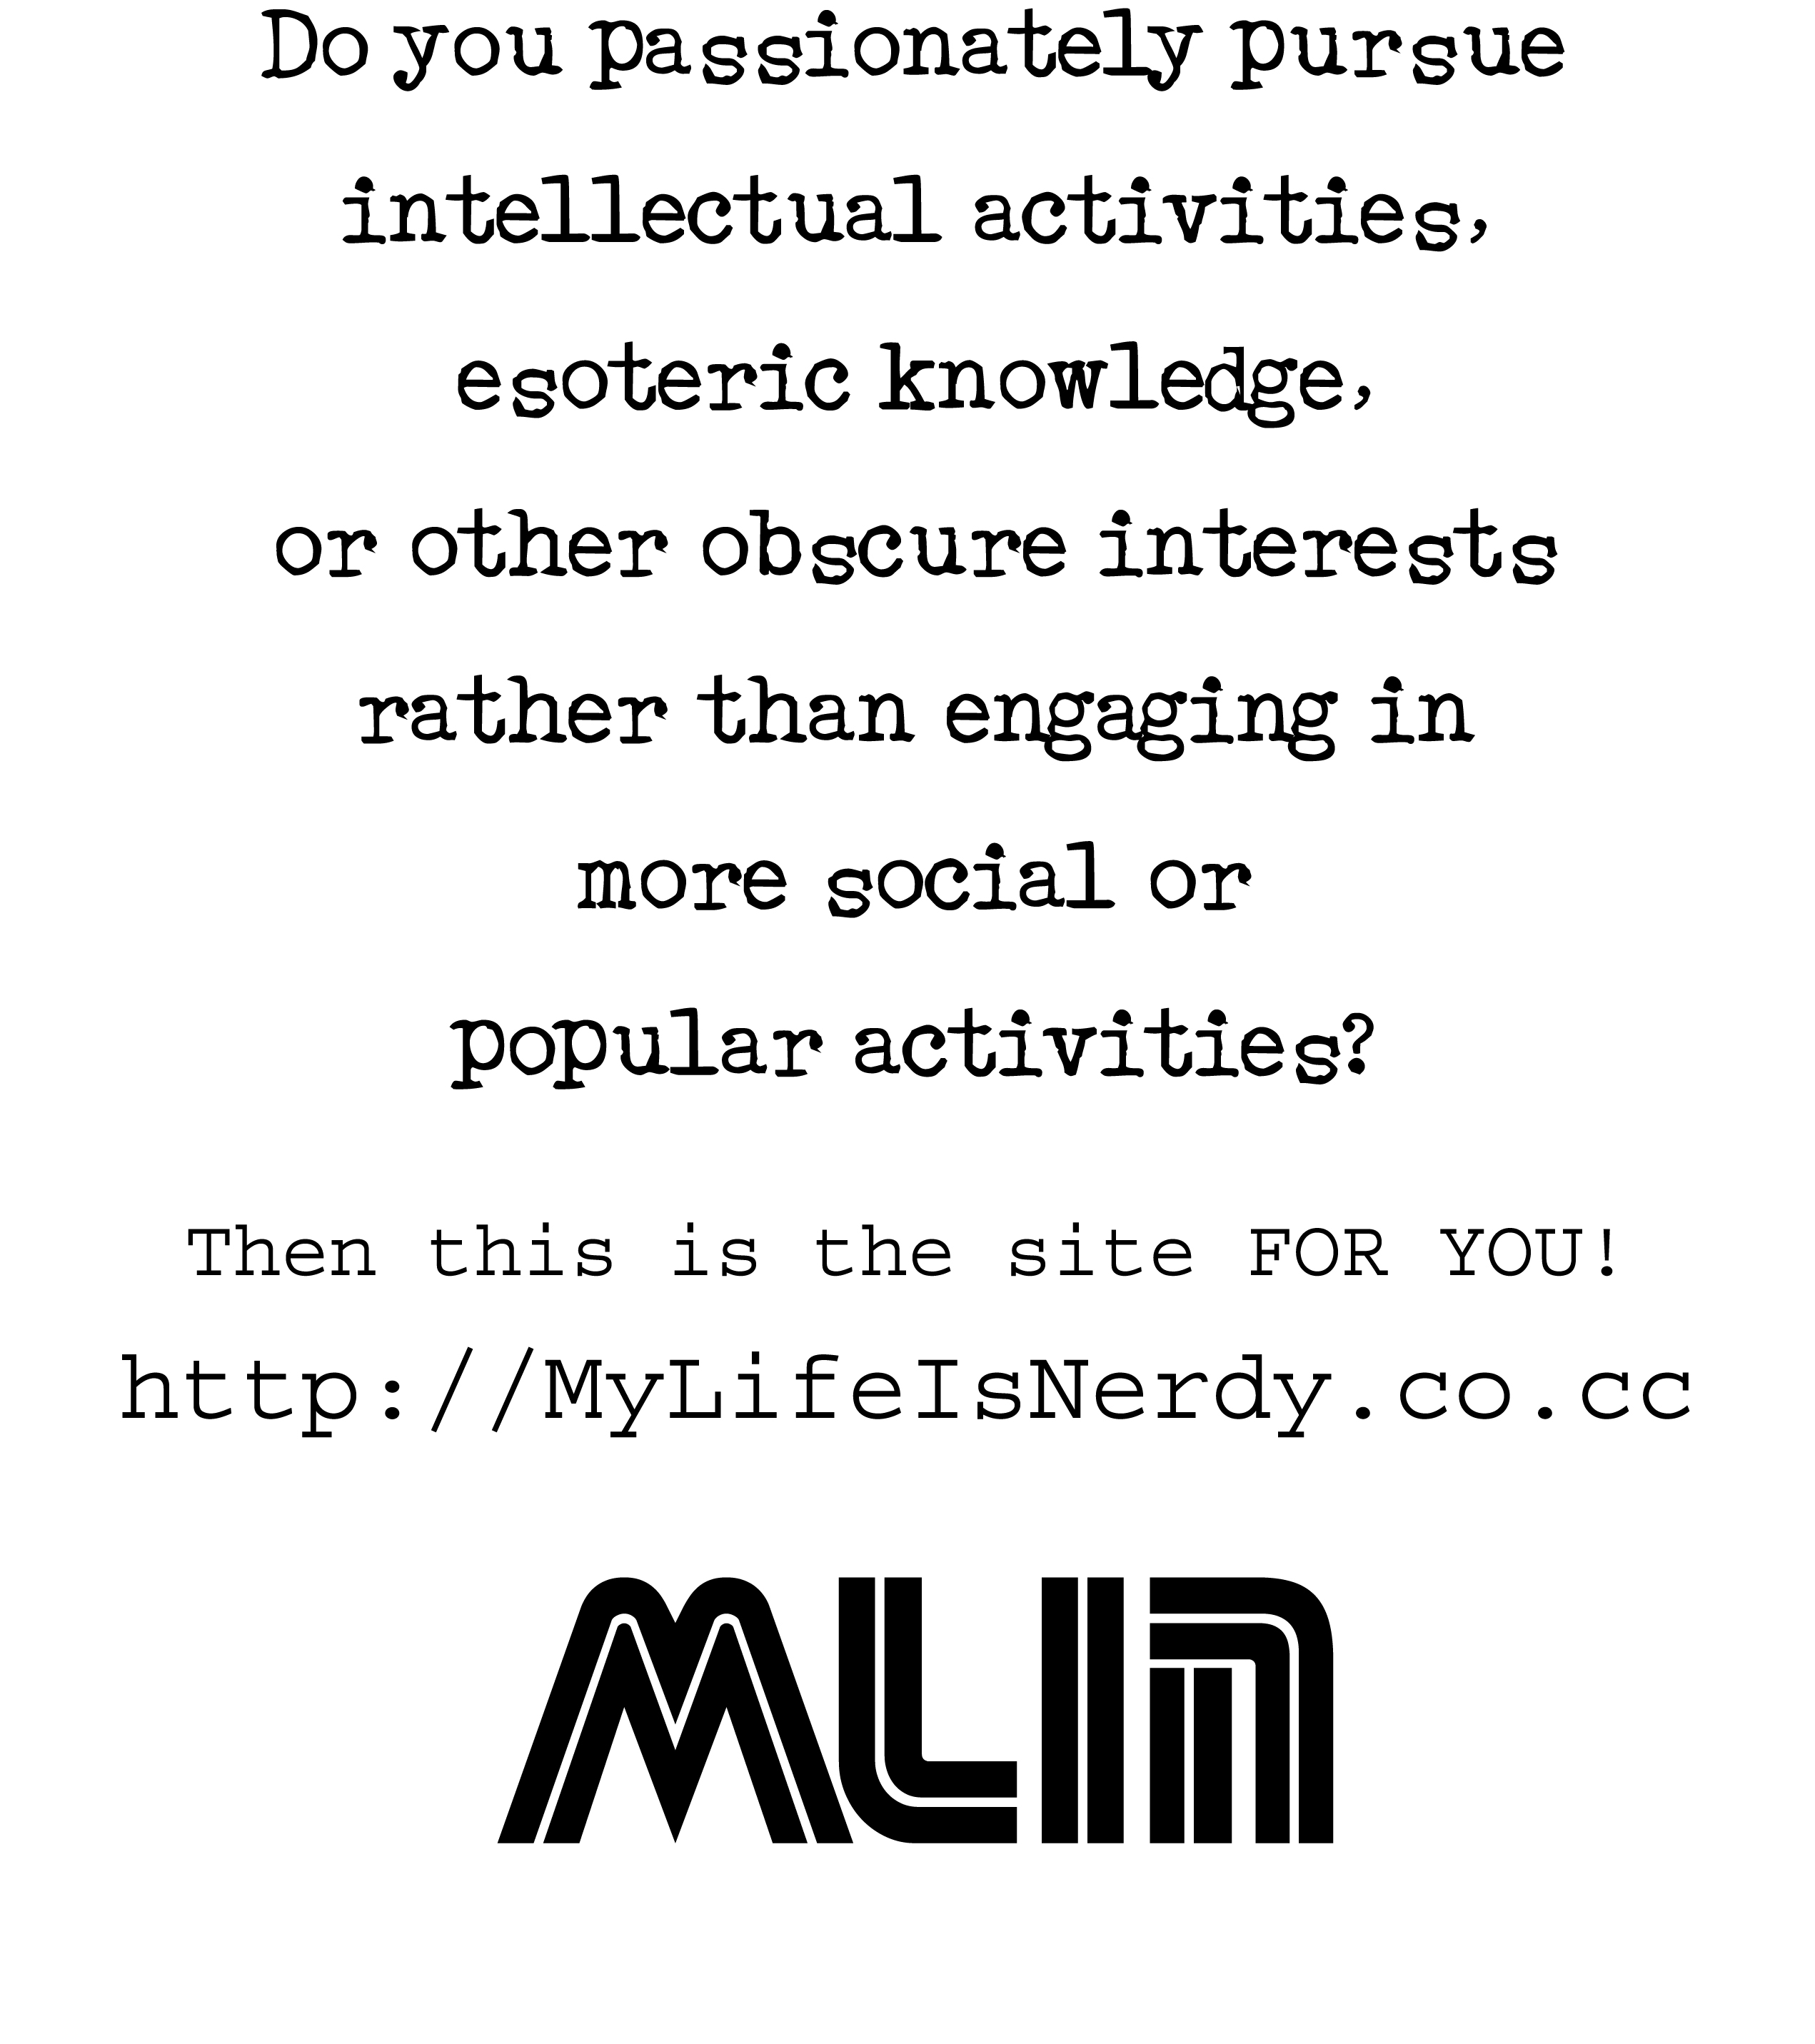 Do you passionately pursue
intellectual activities,
esoteric knowledge,
or other obscure interests
rather than engaging in
more social or
popular activities?
Then this is the site FOR YOU!
http://MyLifeIsNerdy.co.cc
MLIN